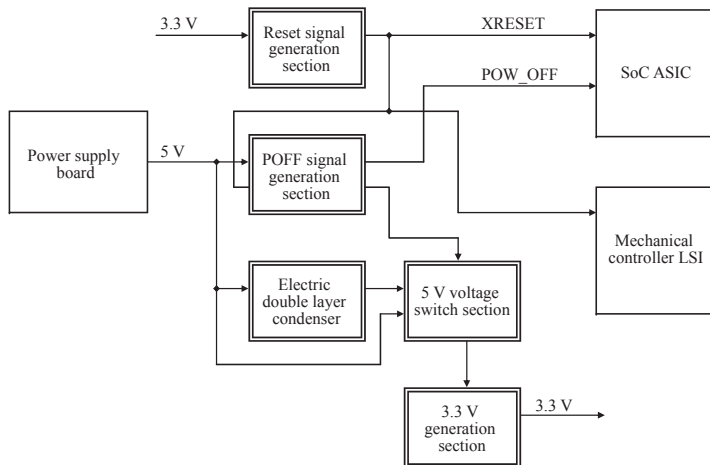 3.3 V
Reset signal
generation
section
XRESET
SoC ASIC
POW_OFF
Power supply
board
5 V
POFF signal
generation
section
Mechanical
controller LSI
Electric
double layer
condenser
5 V voltage
switch section
3.3 V
generation
section
3.3 V